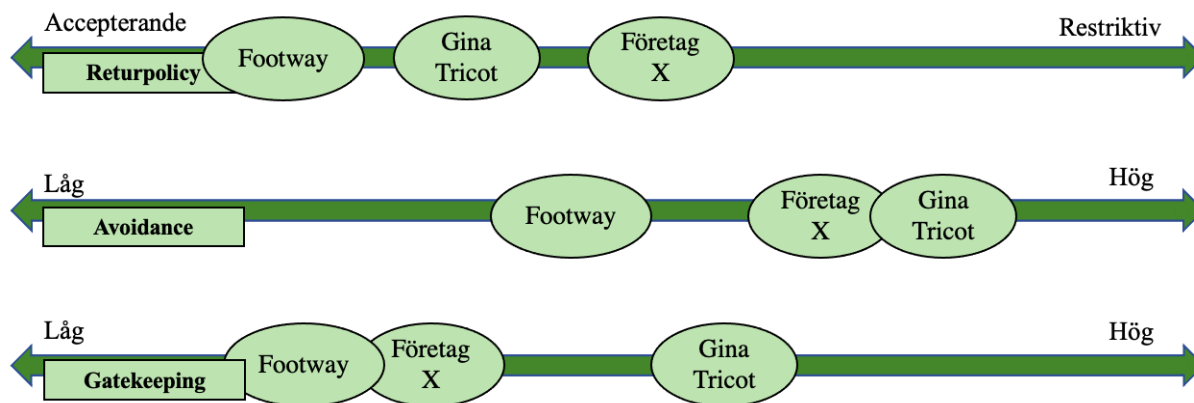 Accepterande
Restriktiv
Returpolicy
Footway
Gina
Tricot
Företag
X
Låg
Hög
Avoidance
Footway
Företag
X
Gina
Tricot
Låg
Hög
Gatekeeping
Footway
Företag
X
Gina
Tricot